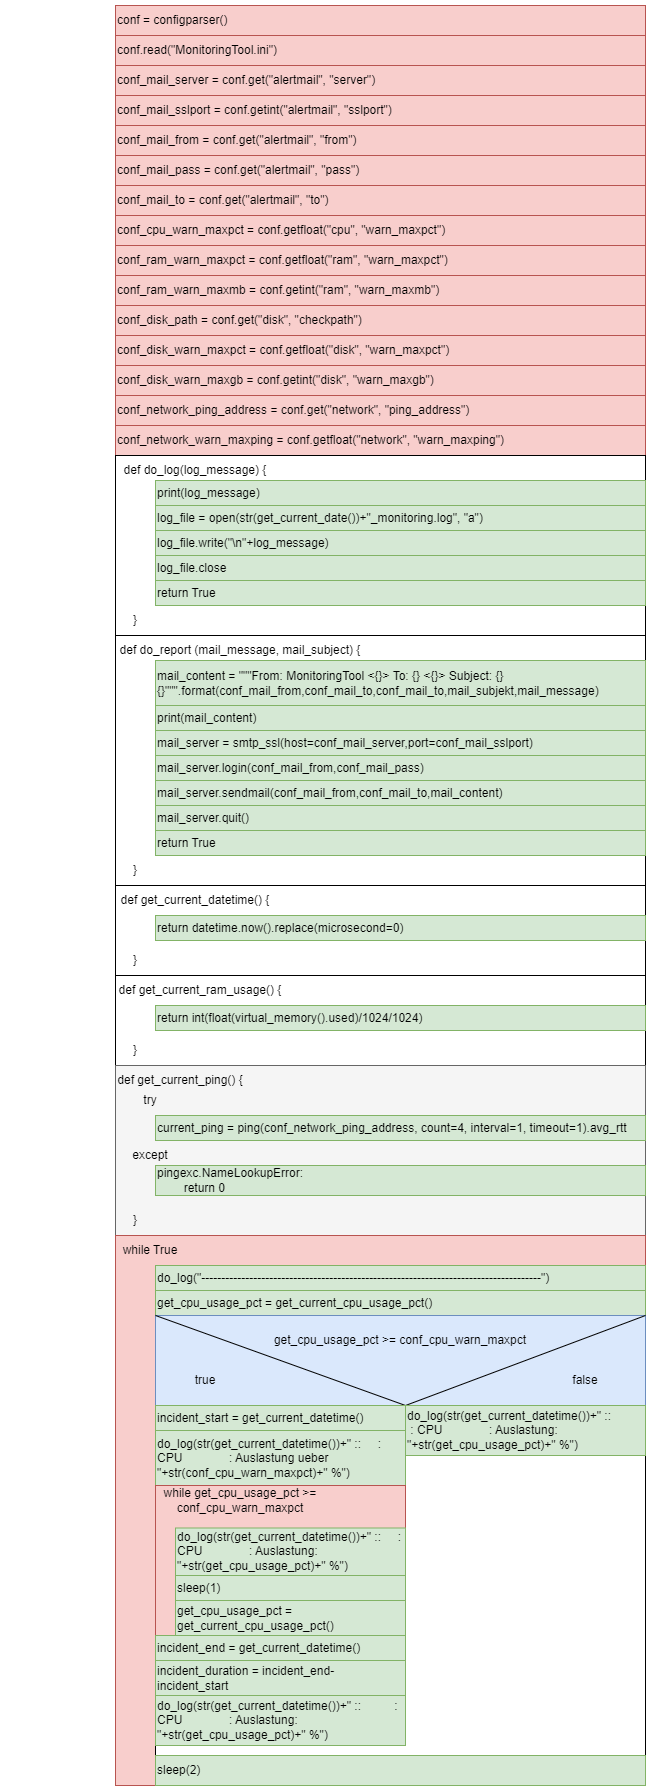 conf = configparser()
conf.read("MonitoringTool.ini")
conf_mail_server = conf.get("alertmail", "server")
conf_mail_sslport = conf.getint("alertmail", "sslport")
conf_mail_from = conf.get("alertmail", "from")
conf_mail_pass = conf.get("alertmail", "pass")
conf_mail_to = conf.get("alertmail", "to")
conf_cpu_warn_maxpct = conf.getfloat("cpu", "warn_maxpct")
conf_ram_warn_maxpct = conf.getfloat("ram", "warn_maxpct")
conf_ram_warn_maxmb = conf.getint("ram", "warn_maxmb")
conf_disk_path = conf.get("disk", "checkpath")
conf_disk_warn_maxpct = conf.getfloat("disk", "warn_maxpct")
conf_disk_warn_maxgb = conf.getint("disk", "warn_maxgb")
conf_network_ping_address = conf.get("network", "ping_address")
conf_network_warn_maxping = conf.getfloat("network", "warn_maxping")
def do_log(log_message) {
print(log_message)
log_file = open(str(get_current_date())+"_monitoring.log", "a")
log_file.write("\n"+log_message)
log_file.close
return True
}
def do_report (mail_message, mail_subject) {
mail_content = """From: MonitoringTool <{}> To: {} <{}> Subject: {}
{}""".format(conf_mail_from,conf_mail_to,conf_mail_to,mail_subjekt,mail_message)
print(mail_content)
mail_server = smtp_ssl(host=conf_mail_server,port=conf_mail_sslport)
mail_server.login(conf_mail_from,conf_mail_pass)
mail_server.sendmail(conf_mail_from,conf_mail_to,mail_content)
mail_server.quit()
return True
}
def get_current_datetime() {
return datetime.now().replace(microsecond=0)
}
def get_current_ram_usage() {
return int(float(virtual_memory().used)/1024/1024)
}
def get_current_ping() {
try
current_ping = ping(conf_network_ping_address, count=4, interval=1, timeout=1).avg_rtt
except
pingexc.NameLookupError:
return 0
}
while True
do_log("-------------------------------------------------------------------------------------")
get_cpu_usage_pct = get_current_cpu_usage_pct()
get_cpu_usage_pct >= conf_cpu_warn_maxpct
true
false
incident_start = get_current_datetime()
do_log(str(get_current_datetime())+" :: :
CPU : Auslastung ueber
"+str(conf_cpu_warn_maxpct)+" %")
while get_cpu_usage_pct >=
conf_cpu_warn_maxpct
do_log(str(get_current_datetime())+" :: :
CPU : Auslastung:
"+str(get_cpu_usage_pct)+" %")
sleep(1)
get_cpu_usage_pct =
get_current_cpu_usage_pct()
incident_end = get_current_datetime()
incident_duration = incident_end-
incident_start
do_log(str(get_current_datetime())+" :: :
CPU : Auslastung:
"+str(get_cpu_usage_pct)+" %")
do_log(str(get_current_datetime())+" ::
: CPU : Auslastung:
"+str(get_cpu_usage_pct)+" %")
sleep(2)